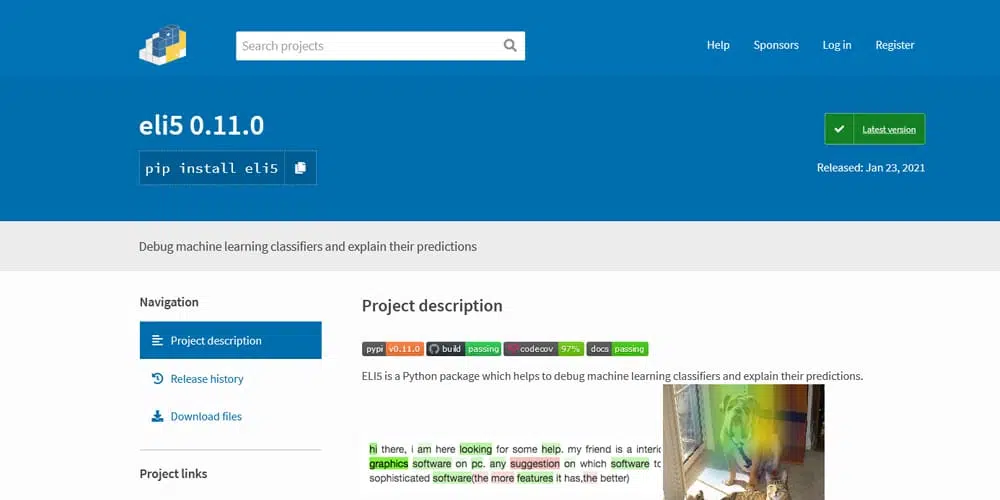 Search projects
Help
Sponsors
Log in
Register
eli5 0.11.0
Latest version
pip install eli5
Released: Jan 23, 2021
Debug machine learning classifiers and explain their predictions
Navigation
Project description
Project description
pypi v0.11.0 build passing codecov 97% docs passing
Release history
ELI5 is a Python package which helps to debug machine learning classifiers and explain their predictions.
Download files
hi there, i am here looking for some help. my friend is a interi
graphics software on pc. any suggestion on which software to
sophisticated software(the more features it has,the better)
Project links